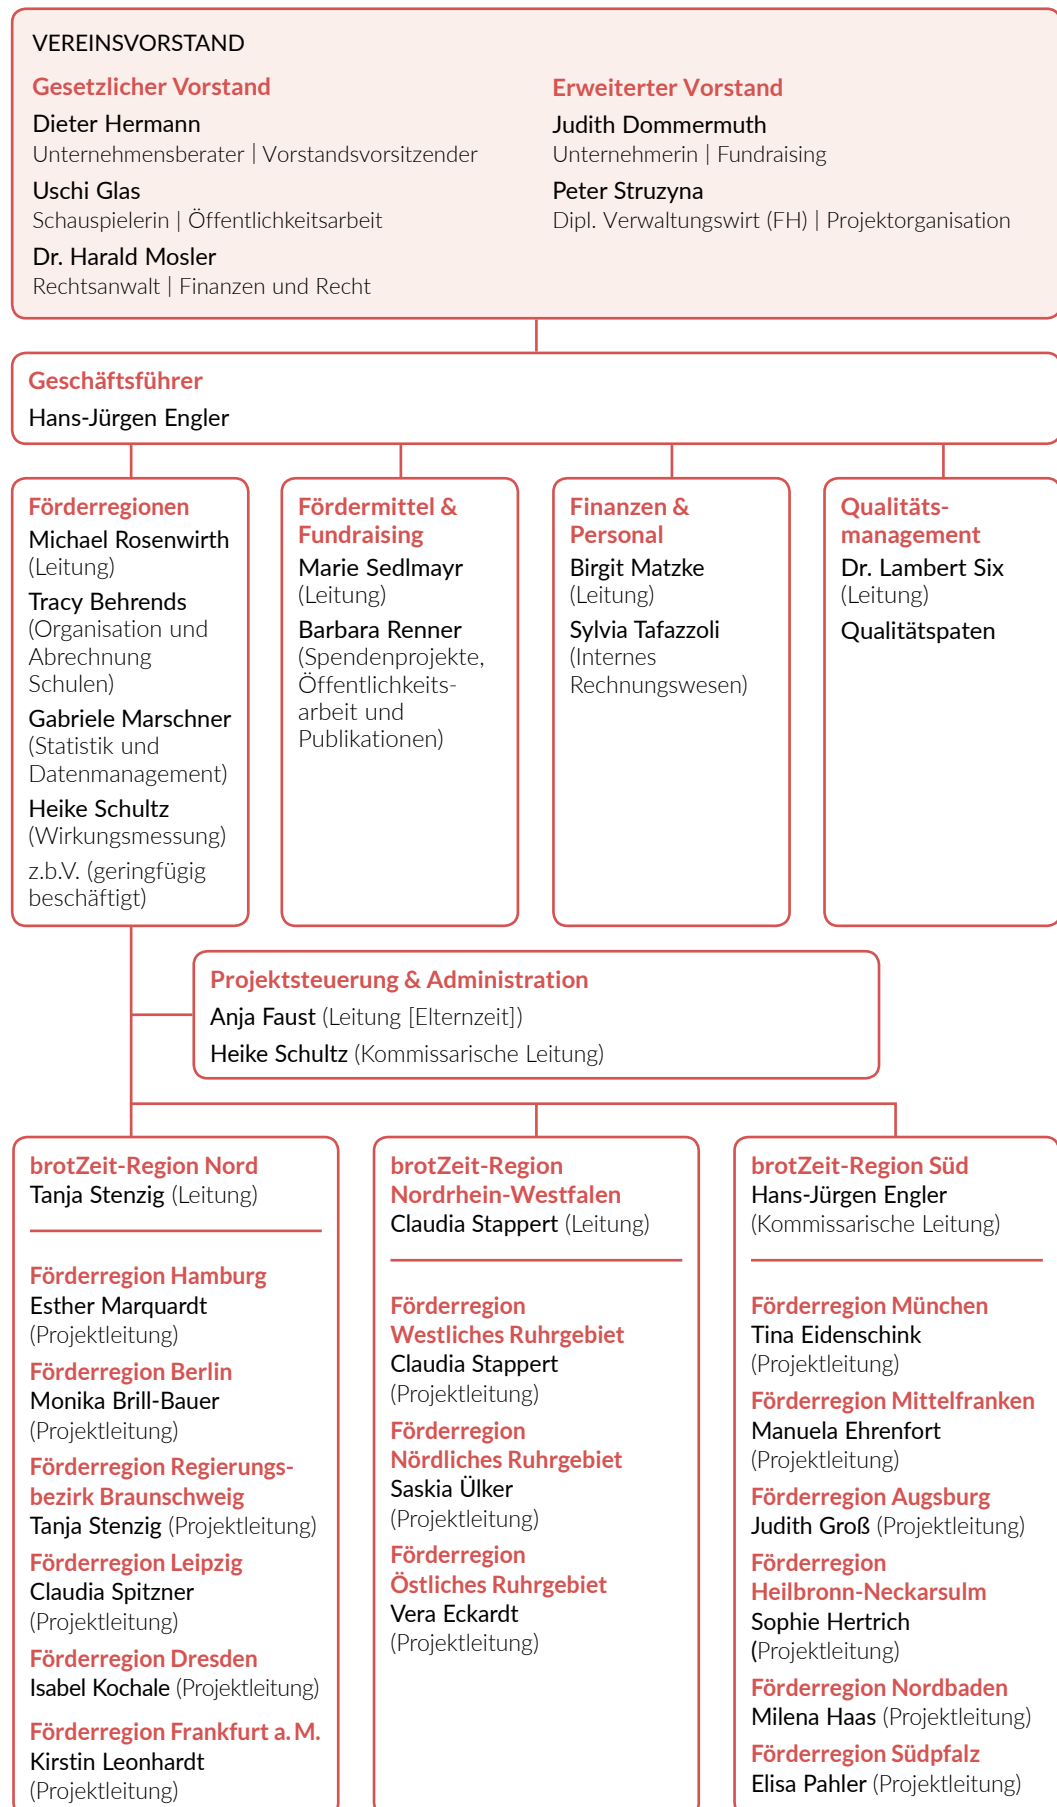 VEREINSVORSTAND
Gesetzlicher Vorstand
Dieter Hermann
Unternehmensberater | Vorstandsvorsitzender
Uschi Glas
Schauspielerin | Öffentlichkeitsarbeit
Dr. Harald Mosler
Rechtsanwalt | Finanzen und Recht
Erweiterter Vorstand
Judith Dommermuth
Unternehmerin | Fundraising
Peter Struzyna
Dipl. Verwaltungswirt (FH) | Projektorganisation
Geschäftsführer
Hans-Jürgen Engler
Förderregionen
Michael Rosenwirth
(Leitung)
Tracy Behrends
(Organisation und
Abrechnung
Schulen)
Gabriele Marschner
(Statistik und
Datenmanagement)
Heike Schultz
(Wirkungsmessung)
z.b.V. (geringfügig
beschäftigt)
Fördermittel &
Fundraising
Marie Sedlmayr
(Leitung)
Barbara Renner
(Spendenprojekte,
Öffentlichkeits-
arbeit und
Publikationen)
Finanzen &
Personal
Birgit Matzke
(Leitung)
Sylvia Tafazzoli
(Internes
Rechnungswesen)
Qualitäts-
management
Dr. Lambert Six
(Leitung)
Qualitätspaten
Projektsteuerung & Administration
Anja Faust (Leitung [Elternzeit])
Heike Schultz (Kommissarische Leitung)
brotZeit-Region Nord
Tanja Stenzig (Leitung)
Förderregion Hamburg
Esther Marquardt
(Projektleitung)
Förderregion Berlin
Monika Brill-Bauer
(Projektleitung)
Förderregion Regierungs-
bezirk Braunschweig
Tanja Stenzig (Projektleitung)
Förderregion Leipzig
Claudia Spitzner
(Projektleitung)
Förderregion Dresden
Isabel Kochale (Projektleitung)
Förderregion Frankfurt a. M.
Kirstin Leonhardt
(Projektleitung)
brotZeit-Region
Nordrhein-Westfalen
Claudia Stappert (Leitung)
Förderregion
Westliches Ruhrgebiet
Claudia Stappert
(Projektleitung)
Förderregion
Nördliches Ruhrgebiet
Saskia Ülker
(Projektleitung)
Förderregion
Östliches Ruhrgebiet
Vera Eckardt
(Projektleitung)
brotZeit-Region Süd
Hans-Jürgen Engler
(Kommissarische Leitung)
Förderregion München
Tina Eidenschink
(Projektleitung)
Förderregion Mittelfranken
Manuela Ehrenfort
(Projektleitung)
Förderregion Augsburg
Judith Groß (Projektleitung)
Förderregion
Heilbronn-Neckarsulm
Sophie Hertrich
(Projektleitung)
Förderregion Nordbaden
Milena Haas (Projektleitung)
Förderregion Südpfalz
Elisa Pahler (Projektleitung)